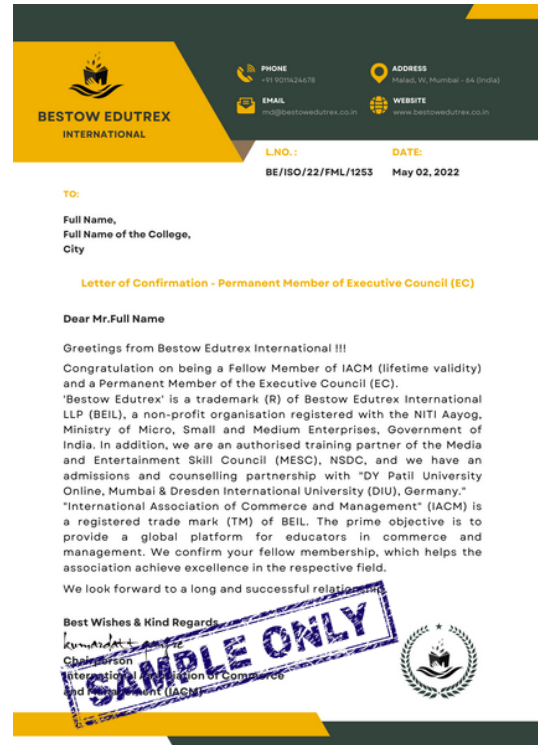 BESTOW EDUTREX
INTERNATIONAL
PHONE
+91 9011424678
ADDRESS
Malad, W, Mumbai - 64 (India)
EMAIL
md@bestowedutrex.co.in
WEBSITE
www.bestowedutrex.co.in
L.NO. :
DATE:
BE/ISO/22/FML/1253
May 02, 2022
TO:
Full Name,
Full Name of the College,
City
Letter of Confirmation - Permanent Member of Executive Council (EC)
Dear Mr.Full Name
Greetings from Bestow Edutrex International !!!
Congratulation on being a Fellow Member of IACM (lifetime validity)
and a Permanent Member of the Executive Council (EC).
'Bestow Edutrex' is a trademark (R) of Bestow Edutrex International
LLP (BEIL), a non-profit organisation registered with the NITI Aayog,
Ministry of Micro, Small and Medium Enterprises, Government of
India. In addition, we are an authorised training partner of the Media
and Entertainment Skill Council (MESC), NSDC, and we have an
admissions and counselling partnership with "DY Patil University
Online, Mumbai & Dresden International University (DIU), Germany."
"International Association of Commerce and Management" (IACM) is
a registered trade mark (TM) of BEIL. The prime objective is to
provide a global platform for educators in commerce and
management. We confirm your fellow membership, which helps the
association achieve excellence in the respective field.
We look forward to a long and successful relationship.
Best Wishes & Kind Regards
Chairperson
International Association of Commerce
and Management (IACM)
SAMPLE ONLY